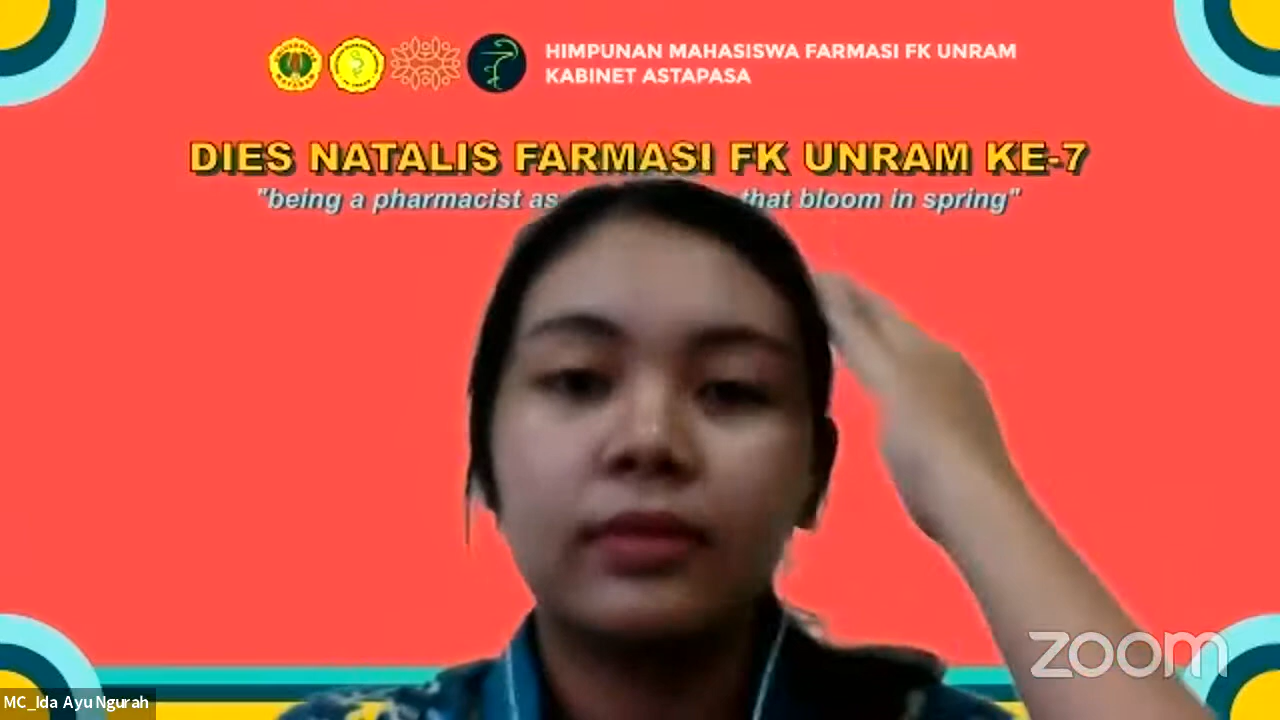 HIMPUNAN MAHASISWA FARMASI FK UNRAM
KABINET ASTAPASA
DIES NATALIS FARMASI FK UNRAM KE-7
"being a pharmacist as that bloom in spring"
zoom
MC_Ida Ayu Ngurah